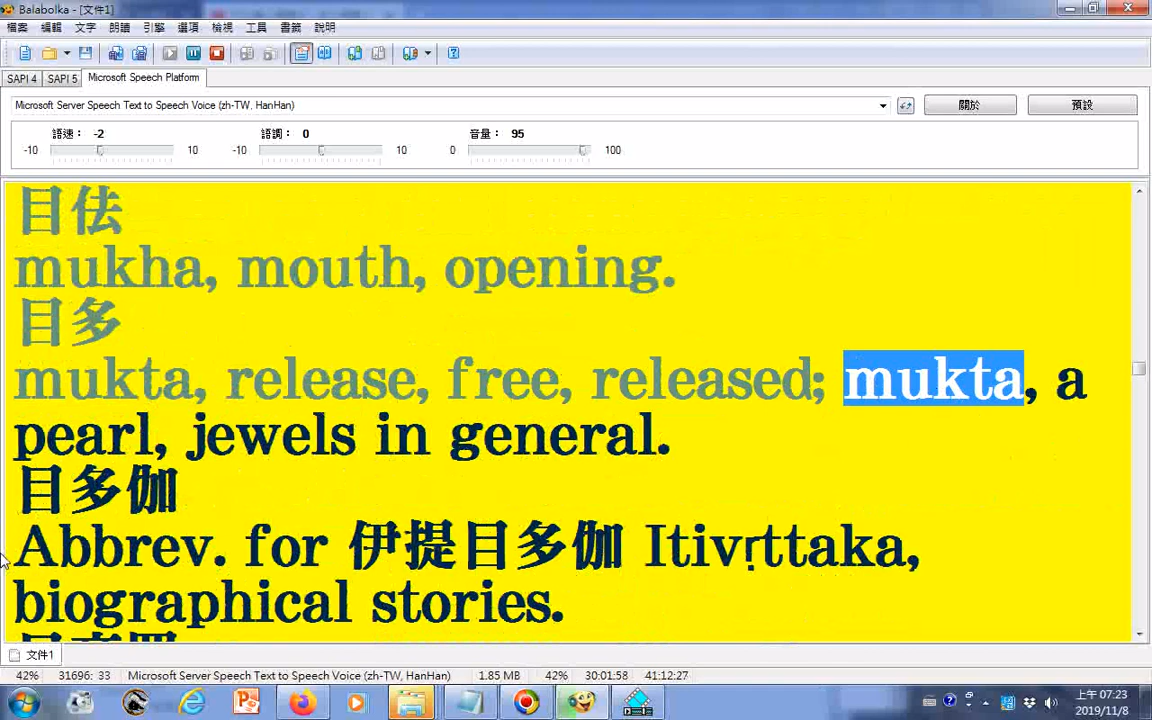 Balabolka - [文件1]
檔案 編輯 文字 朗讀 引擎 選項 檢視 工具 書籤 說明
SAPI 4 SAPI 5 Microsoft Speech Platform
Microsoft Server Speech Text to Speech Voice (zh-TW, HanHan) 關於 預設
語速： -2 語調： 0 音量： 95
-10 10 -10 10 0 100
目佉
mukha, mouth, opening.
目多
mukta, release, free, released; mukta, a
pearl, jewels in general.
目多伽
Abbrev. for 伊提目多伽 Itivṛttaka,
biographical stories.
文件1
42% 31696: 33 Microsoft Server Speech Text to Speech Voice (zh-TW, HanHan) 1.85 MB 42% 30:01:58 41:12:27
上午 07:23
2019/11/8